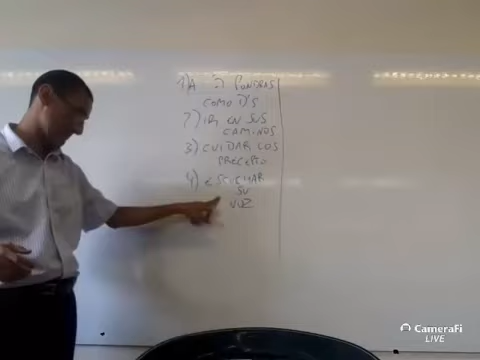 1) A PONDRAS
COMO D'S
2) IR EN SUS
CAMINOS
3) CUIDAR LOS
PRECEPTO
4) ESCUCHAR
SU
VOZ
CameraFi
LIVE